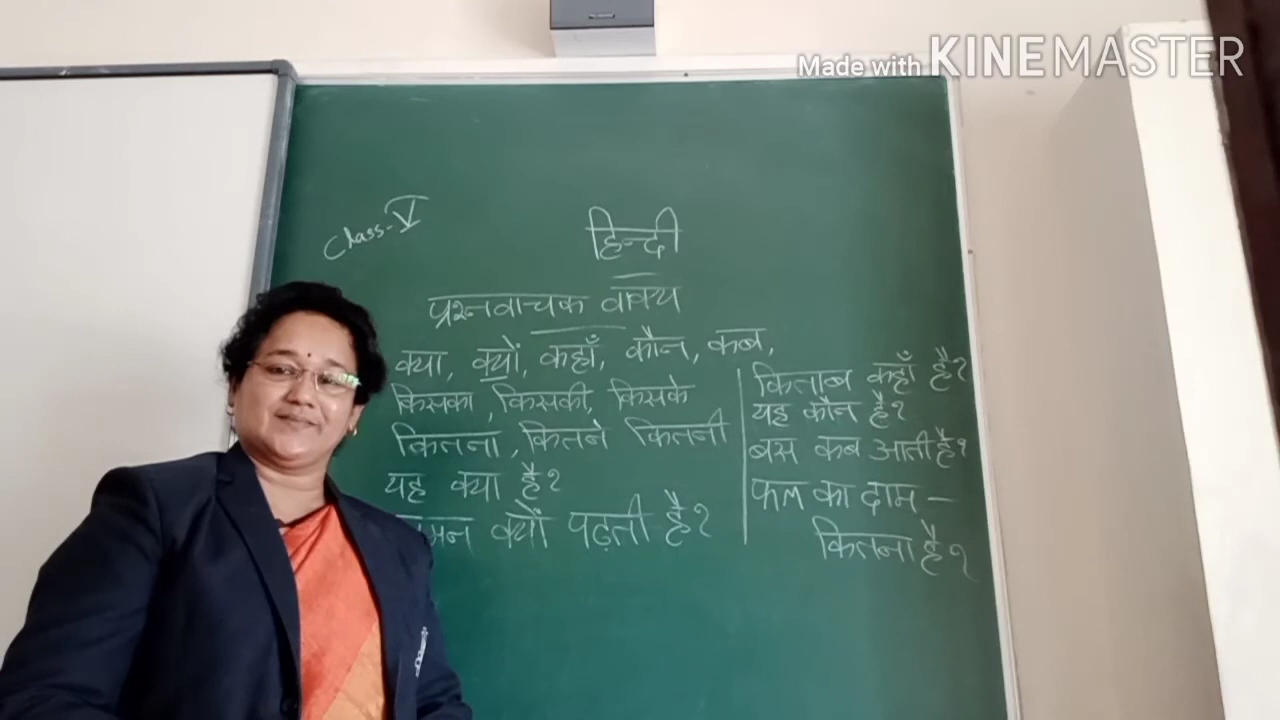 Made with KINEMASTER
Class-V
हिन्दी
प्रश्नवाचक वाक्य
क्या, क्यों, कहाँ, कौन, कब,
किसका, किसकी, किसके
कितना, कितने कितनी
यह क्या है?
क्यों पढ़ती है?
किताब कहाँ है?
यह कौन है?
बस कब आती है?
फल का दाम –
कितना है?